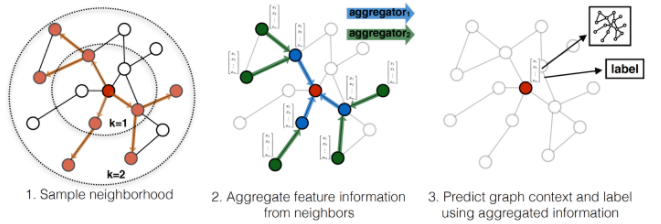 aggregator1
aggregator2
label
k=1
k=2
1. Sample neighborhood
2. Aggregate feature information
from neighbors
3. Predict graph context and label
using aggregated information